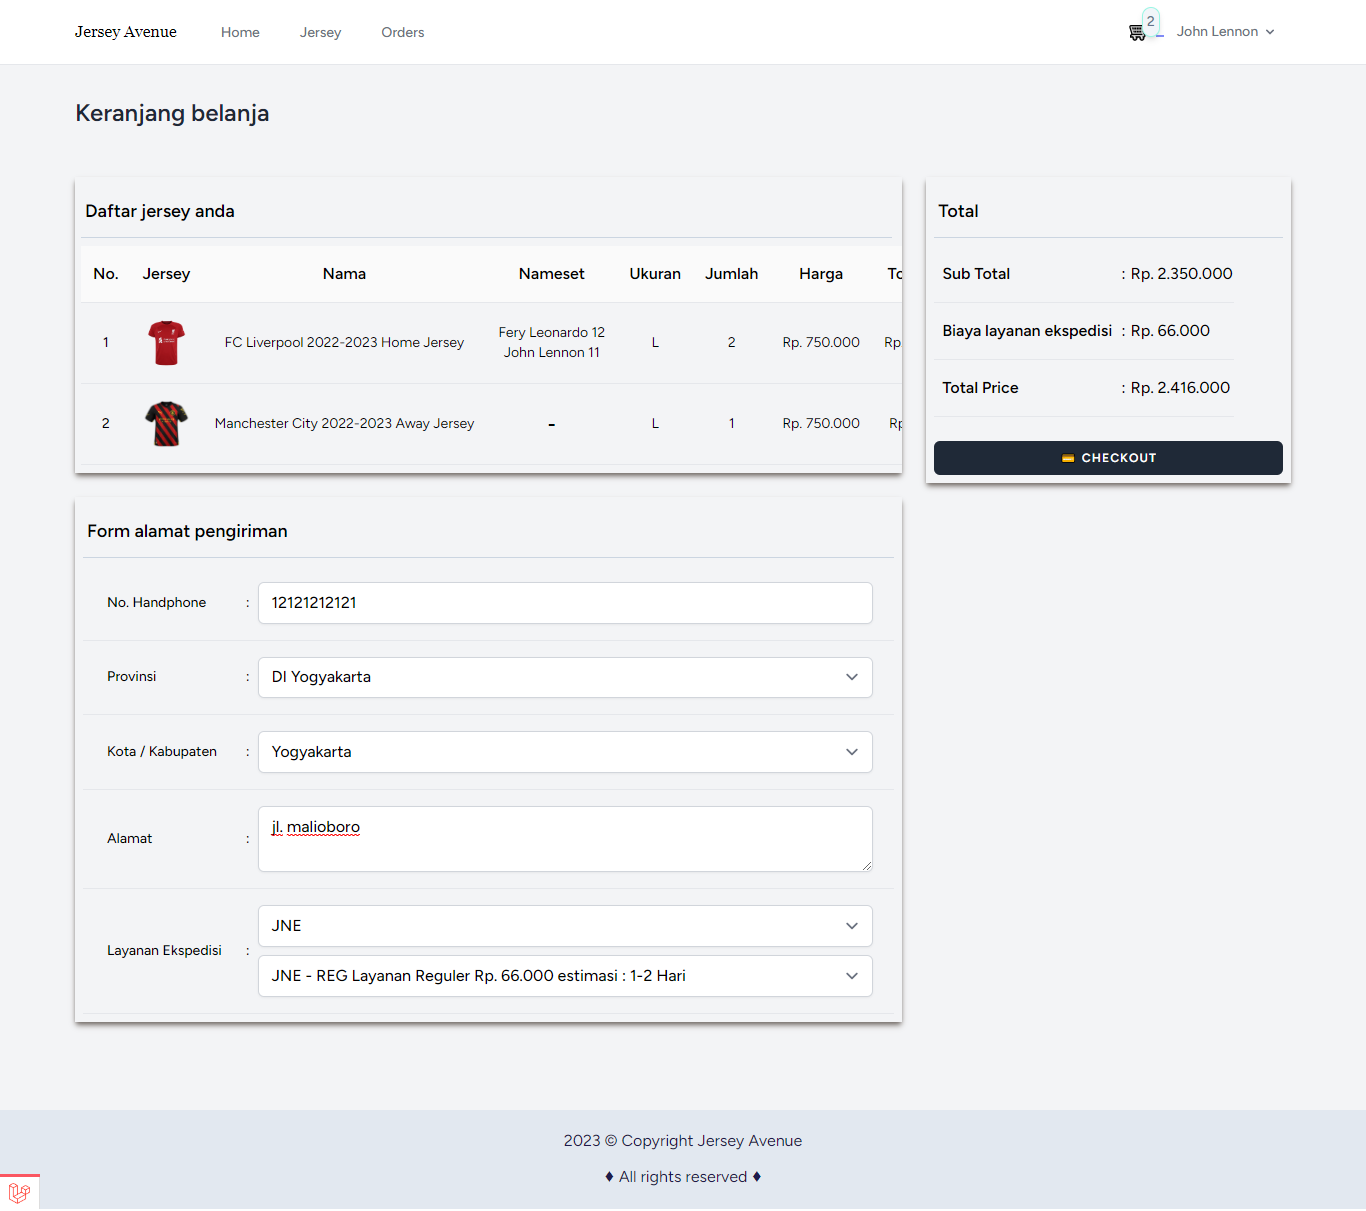 Jersey Avenue Home Jersey Orders 2 John Lennon
Keranjang belanja
Daftar jersey anda
No. Jersey Nama Nameset Ukuran Jumlah Harga
1 FC Liverpool 2022-2023 Home Jersey Fery Leonardo 12 L 2 Rp. 750.000 Rp
John Lennon 11
2 Manchester City 2022-2023 Away Jersey - L 1 Rp. 750.000
Total
Sub Total : Rp. 2.350.000
Biaya layanan ekspedisi : Rp. 66.000
Total Price : Rp. 2.416.000
CHECKOUT
Form alamat pengiriman
No. Handphone : 12121212121
Provinsi : DI Yogyakarta
Kota / Kabupaten : Yogyakarta
Alamat : jl. malioboro
Layanan Ekspedisi : JNE
JNE - REG Layanan Reguler Rp. 66.000 estimasi : 1-2 Hari
2023 © Copyright Jersey Avenue
♦ All rights reserved ♦